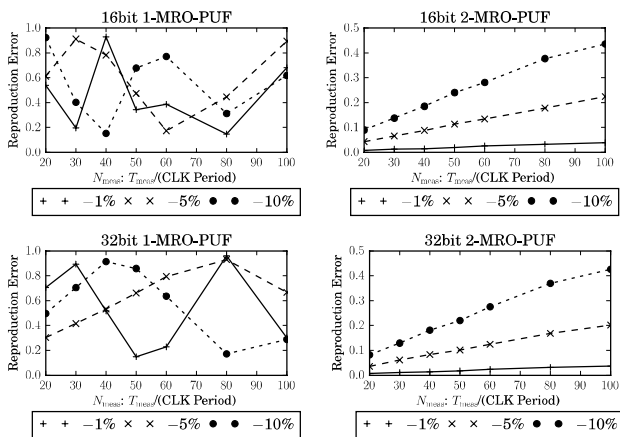 16bit 1-MRO-PUF
Reproduction Error
1.0
0.8
0.6
0.4
0.2
0.0
20 30 40 50 60 70 80 90 100
N_meas: T_meas/(CLK Period)
−1% −5% −10%
16bit 2-MRO-PUF
Reproduction Error
0.5
0.4
0.3
0.2
0.1
0.0
20 30 40 50 60 70 80 90 100
N_meas: T_meas/(CLK Period)
−1% −5% −10%
32bit 1-MRO-PUF
Reproduction Error
1.0
0.8
0.6
0.4
0.2
0.0
20 30 40 50 60 70 80 90 100
N_meas: T_meas/(CLK Period)
−1% −5% −10%
32bit 2-MRO-PUF
Reproduction Error
0.5
0.4
0.3
0.2
0.1
0.0
20 30 40 50 60 70 80 90 100
N_meas: T_meas/(CLK Period)
−1% −5% −10%